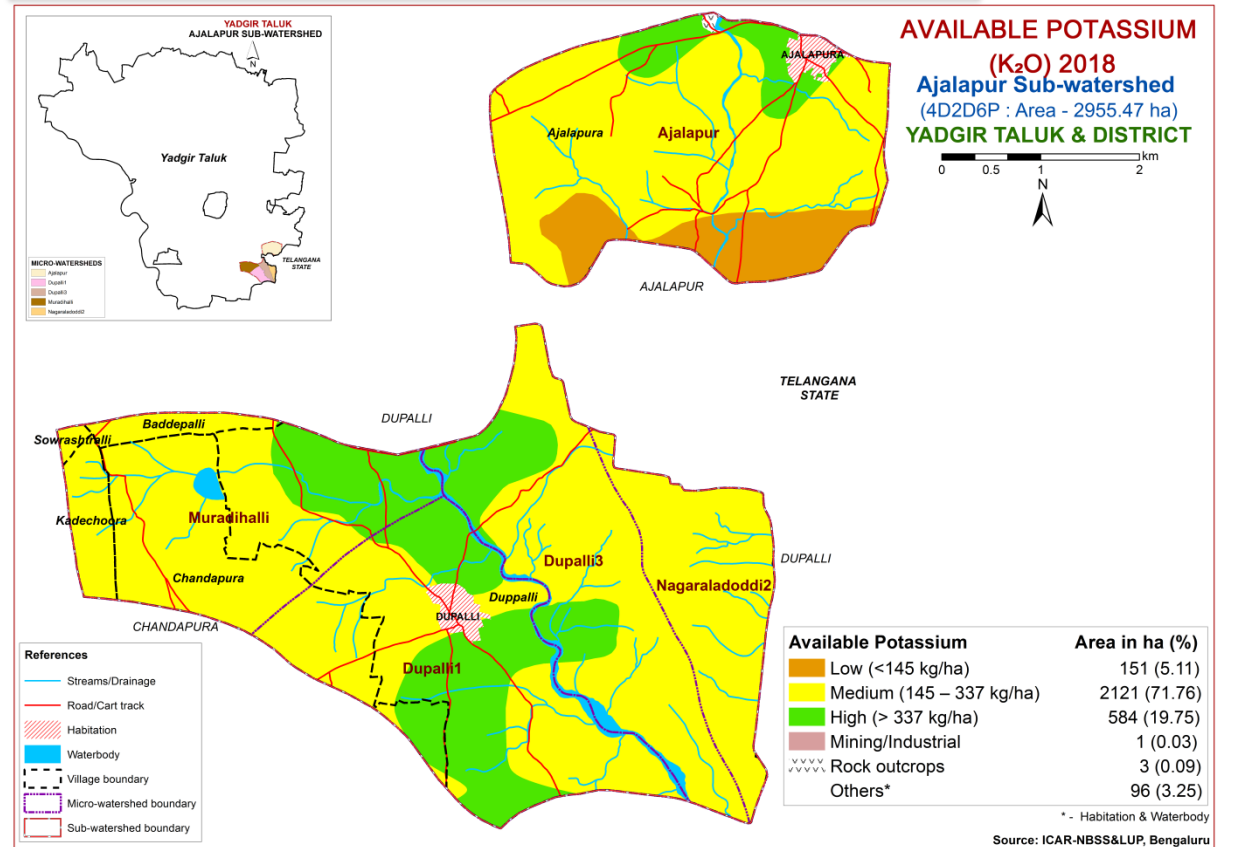 YADGIR TALUK
AJALAPUR SUB-WATERSHED
N
Yadgir Taluk
TELANGANA
STATE
MICRO-WATERSHEDS
Ajalapur
Dupalli1
Dupalli3
Muradihalli
Nagaraladoddi2
AJALAPURA
Ajalapura
Ajalapur
AJALAPUR
AVAILABLE POTASSIUM
(K₂O) 2018
Ajalapur Sub-watershed
(4D2D6P : Area - 2955.47 ha)
YADGIR TALUK & DISTRICT
km
0 0.5 1 2
N
TELANGANA
STATE
DUPALLI
Baddepalli
Sowrashtralli
Kadechoora
Muradihalli
Chandapura
CHANDAPURA
Dupalli3
Nagaraladoddi2
DUPALLI
Duppalli
DUPALLI
Dupalli1
References
Streams/Drainage
Road/Cart track
Habitation
Waterbody
Village boundary
Micro-watershed boundary
Sub-watershed boundary
Available Potassium Area in ha (%)
Low (<145 kg/ha) 151 (5.11)
Medium (145 – 337 kg/ha) 2121 (71.76)
High (> 337 kg/ha) 584 (19.75)
Mining/Industrial 1 (0.03)
Rock outcrops 3 (0.09)
Others* 96 (3.25)
* - Habitation & Waterbody
Source: ICAR-NBSS&LUP, Bengaluru